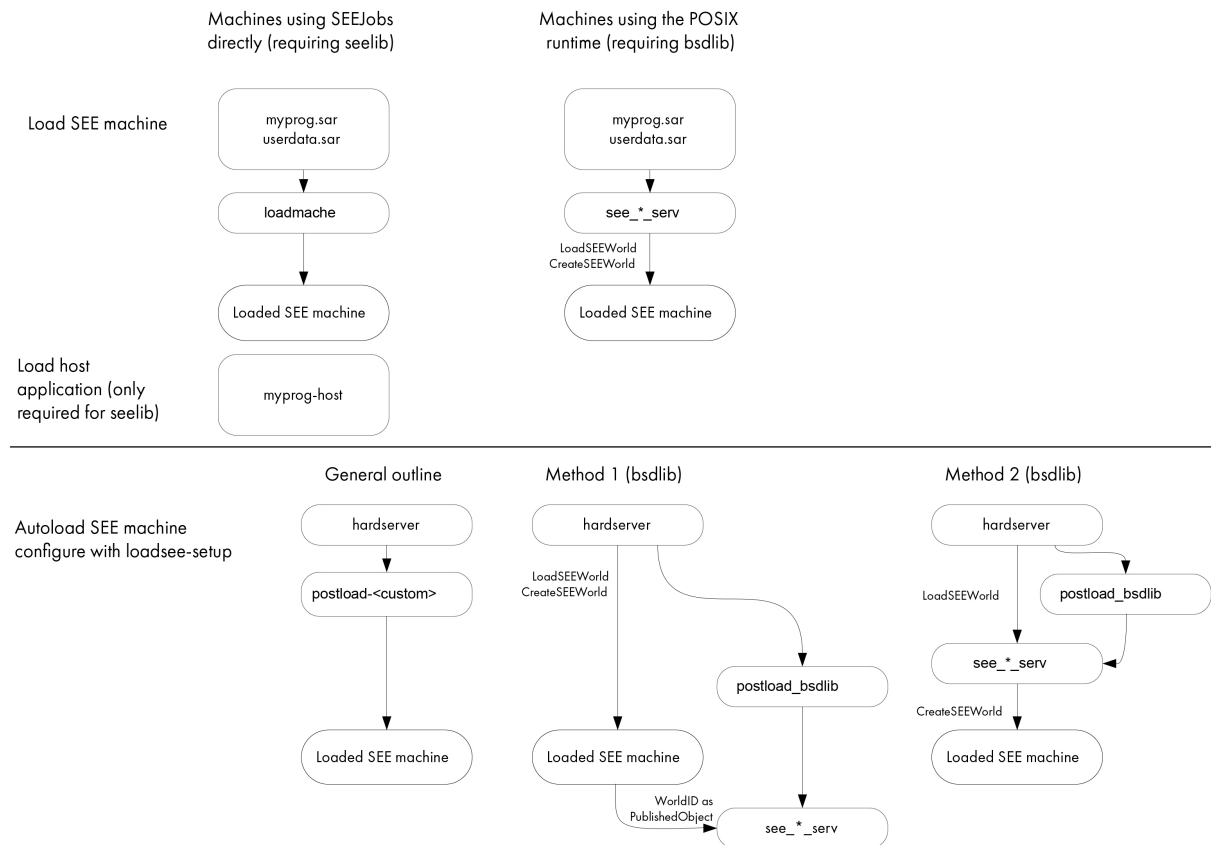 Machines using SEEJobs
directly (requiring seelib)
Machines using the POSIX
runtime (requiring bsdlib)
Load SEE machine
myprog.sar
userdata.sar
myprog.sar
userdata.sar
loadmache
see_*_serv
LoadSEEWorld
CreateSEEWorld
Loaded SEE machine
Loaded SEE machine
Load host
application (only
required for seelib)
myprog-host
General outline
Method 1 (bsdlib)
Method 2 (bsdlib)
Autoload SEE machine
configure with loadsee-setup
hardserver
hardserver
hardserver
postload-<custom>
LoadSEEWorld
CreateSEEWorld
LoadSEEWorld
postload_bsdlib
see_*_serv
postload_bsdlib
CreateSEEWorld
Loaded SEE machine
Loaded SEE machine
Loaded SEE machine
WorldID as
PublishedObject
see_*_serv